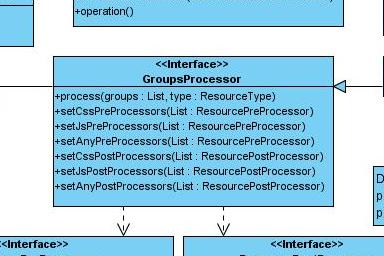 +operation()
<<Interface>>
GroupsProcessor
+process(groups : List, type : ResourceType)
+setCssPreProcessors(List : ResourcePreProcessor)
+setJsPreProcessors(List : ResourcePreProcessor)
+setAnyPreProcessors(List : ResourcePreProcessor)
+setCssPostProcessors(List : ResourcePostProcessor)
+setJsPostProcessors(List : ResourcePostProcessor)
+setAnyPostProcessors(List : ResourcePostProcessor)
D
p
p
<<Interface>>
<<Interface>>